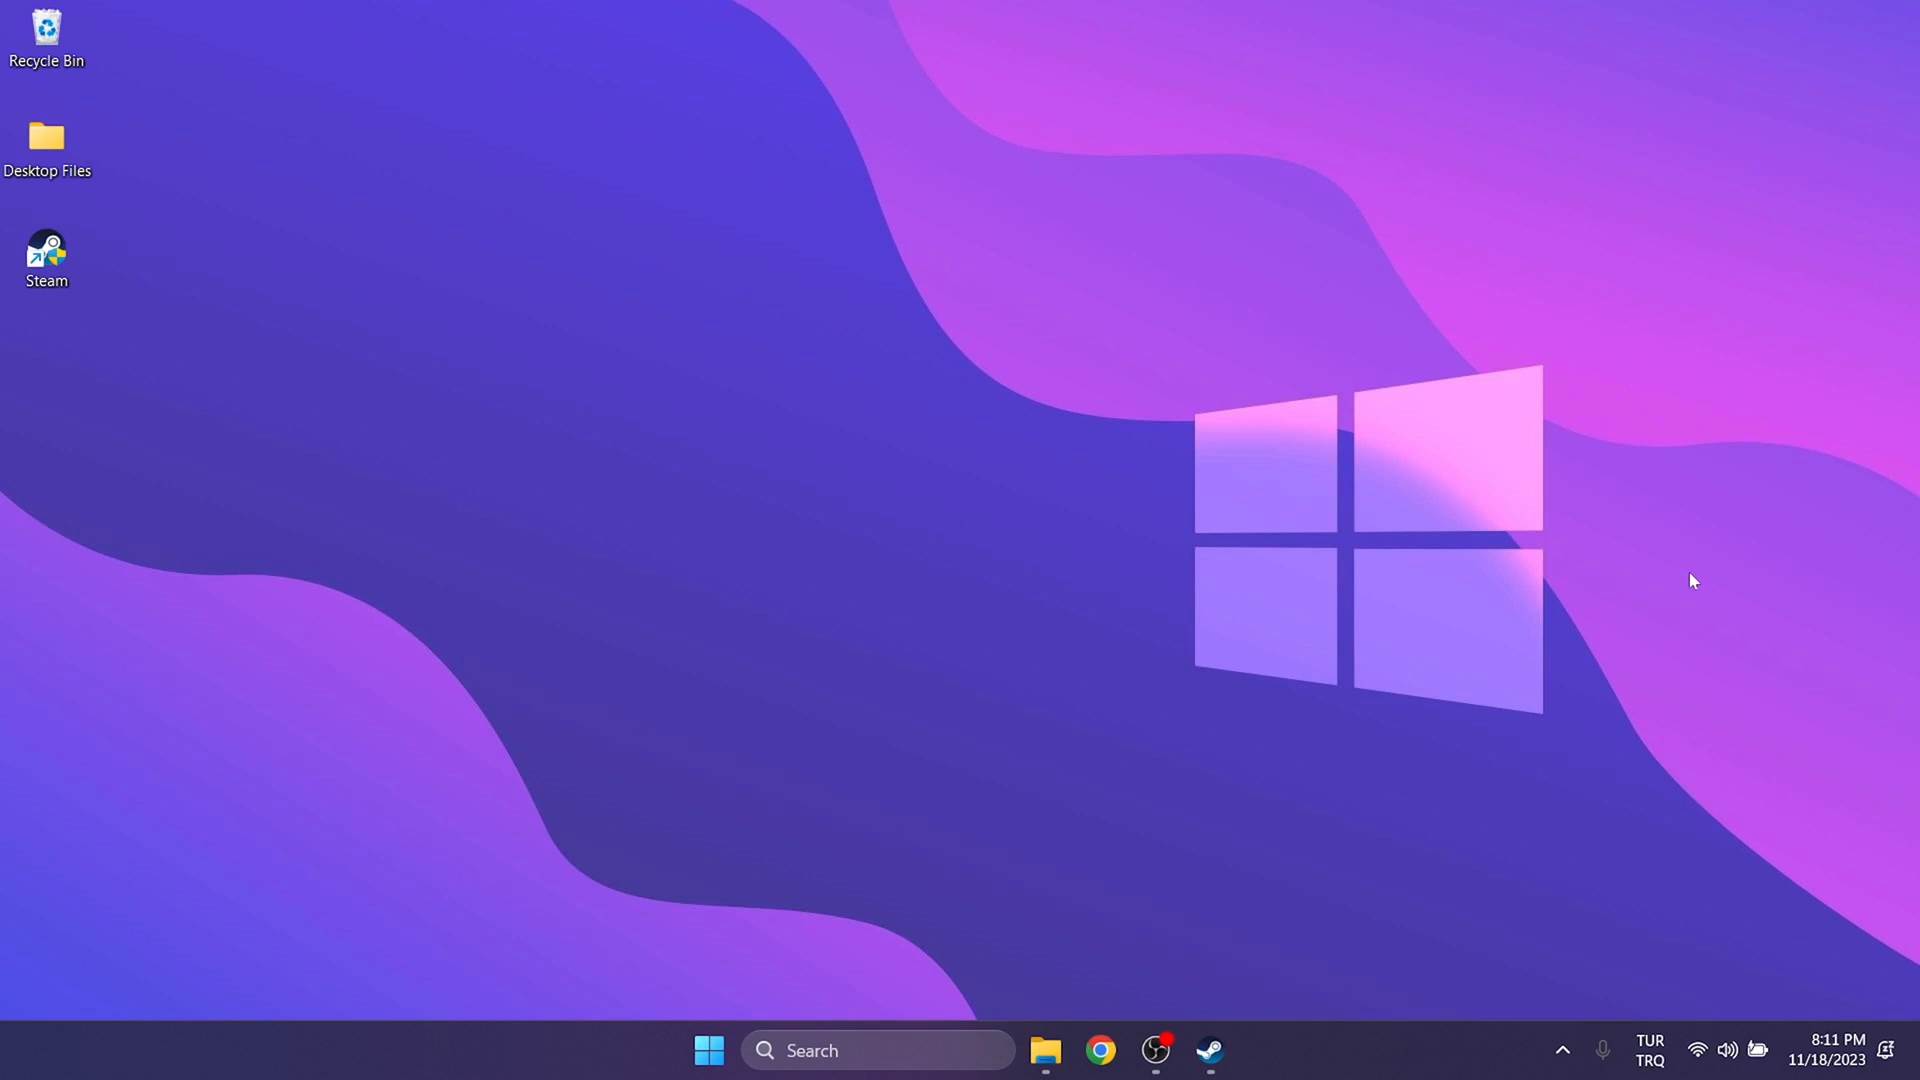 Recycle Bin
Desktop Files
Steam
Search
TUR
TRQ
8:11 PM
11/18/2023